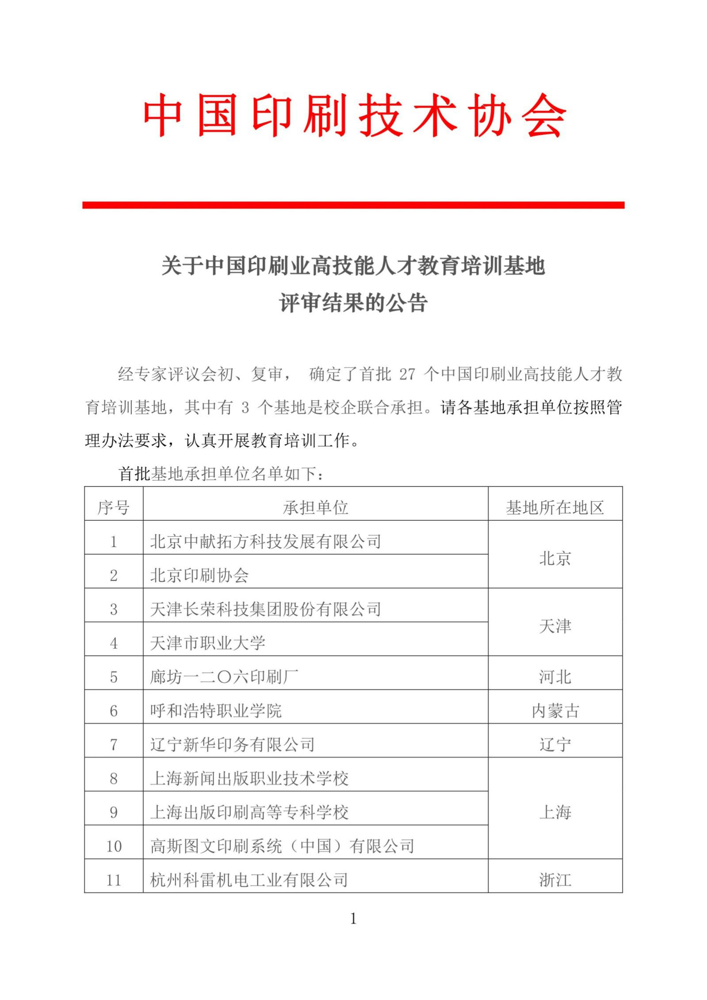 中国印刷技术协会
关于中国印刷业高技能人才教育培训基地
评审结果的公告
经专家评议会初、复审， 确定了首批 27 个中国印刷业高技能人才教
育培训基地，其中有 3 个基地是校企联合承担。请各基地承担单位按照管
理办法要求，认真开展教育培训工作。
首批基地承担单位名单如下：
序号 承担单位 基地所在地区
1 北京中献拓方科技发展有限公司
北京
2 北京印刷协会
3 天津长荣科技集团股份有限公司
天津
4 天津市职业大学
5 廊坊一二〇六印刷厂 河北
6 呼和浩特职业学院 内蒙古
7 辽宁新华印务有限公司 辽宁
8 上海新闻出版职业技术学校
9 上海出版印刷高等专科学校 上海
10 高斯图文印刷系统（中国）有限公司
11 杭州科雷机电工业有限公司 浙江
1